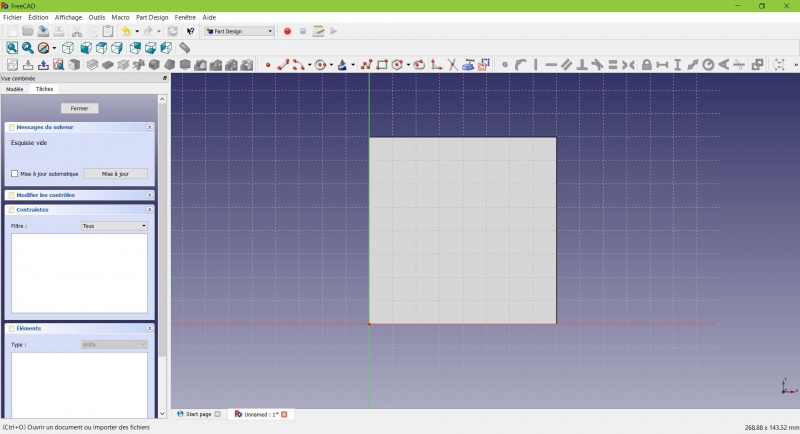 FreeCAD
Fichier Édition Affichage Outils Macro Part Design Fenêtre Aide
Part Design
Vue combinée
Modèle Tâches
Fermer
Messages du solveur
Esquisse vide
Mise à jour automatique Mise à jour
Modifier les contrôles
Contraintes
Filtre : Tous
Éléments
Type : Arête
Y
X
Start page Unnamed : 1*
(Ctrl+O) Ouvrir un document ou importer des fichiers 268.88 x 143.52 mm